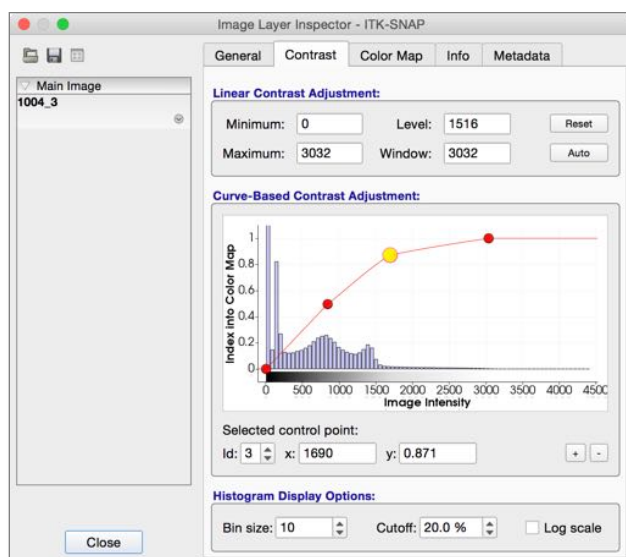 Image Layer Inspector - ITK-SNAP
General Contrast Color Map Info Metadata
Main Image
1004_3
Linear Contrast Adjustment:
Minimum: 0 Level: 1516 Reset
Maximum: 3032 Window: 3032 Auto
Curve-Based Contrast Adjustment:
Index into Color Map
1
0.8
0.6
0.4
0.2
0
0 500 1000 1500 2000 2500 3000 3500 4000 4500
Image Intensity
Selected control point:
Id: 3 x: 1690 y: 0.871 + -
Histogram Display Options:
Bin size: 10 Cutoff: 20.0 % Log scale
Close